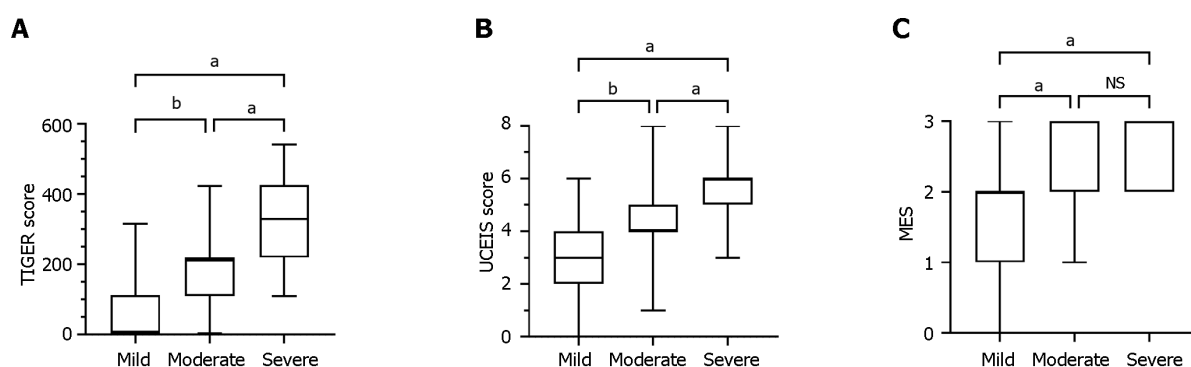 A
a
b
a
600
400
200
0
TIGER score
Mild Moderate Severe
B
a
b
a
8
6
4
2
0
UCEIS score
Mild Moderate Severe
C
a
a
NS
3
2
1
0
MES
Mild Moderate Severe